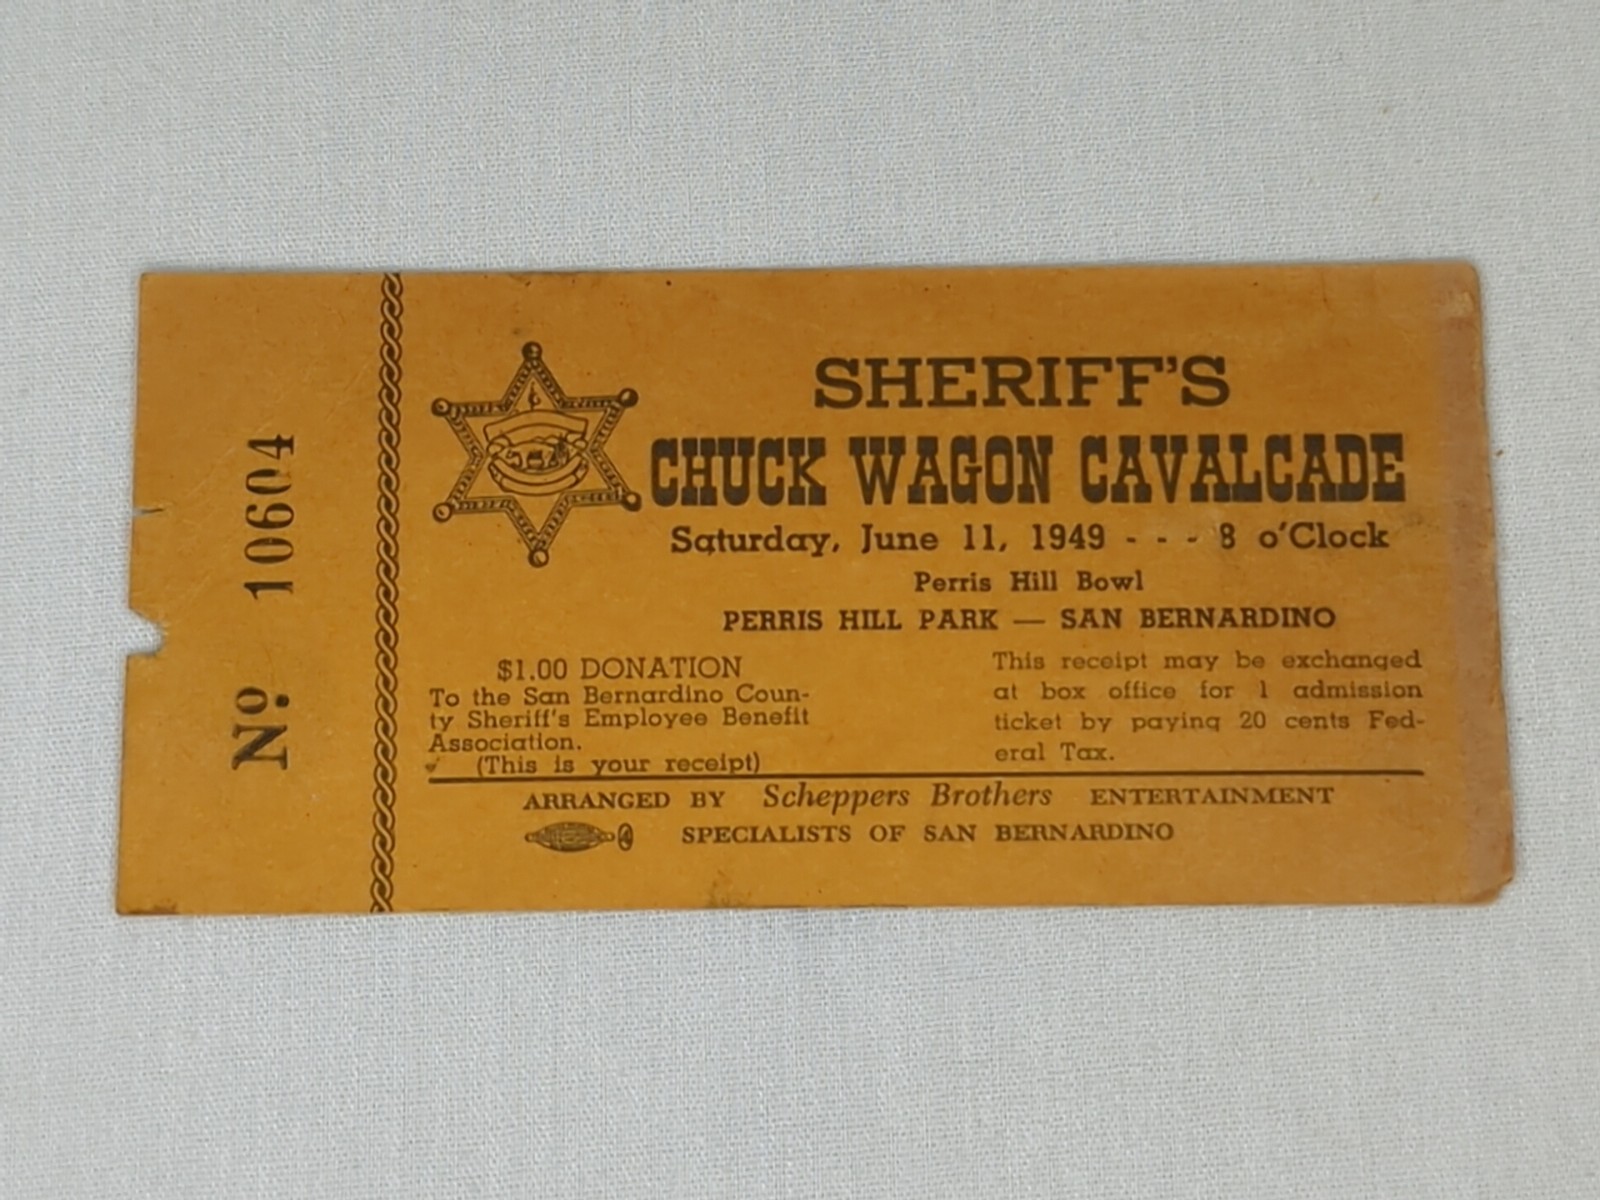 No. 10604
SHERIFF'S
CHUCK WAGON CAVALCADE
Saturday, June 11, 1949 - - - 8 o'Clock
Perris Hill Bowl
PERRIS HILL PARK — SAN BERNARDINO
$1.00 DONATION
To the San Bernardino Coun-
ty Sheriff's Employee Benefit
Association.
(This is your receipt)
This receipt may be exchanged
at box office for 1 admission
ticket by paying 20 cents Fed-
eral Tax.
ARRANGED BY Scheppers Brothers ENTERTAINMENT
SPECIALISTS OF SAN BERNARDINO